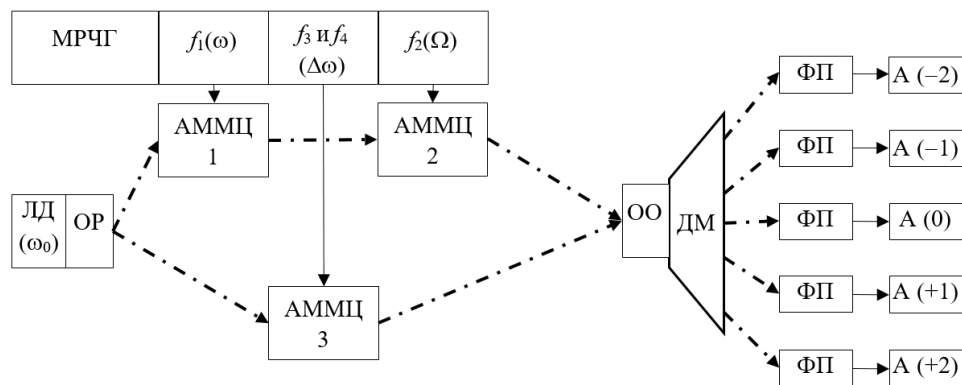 МРЧГ
f₁(ω)
f₃ и f₄
(Δω)
f₂(Ω)
АММЦ
1
АММЦ
2
ЛД
(ω₀)
ОР
АММЦ
3
ОО
ДМ
ФП
А (–2)
ФП
А (–1)
ФП
А (0)
ФП
А (+1)
ФП
А (+2)